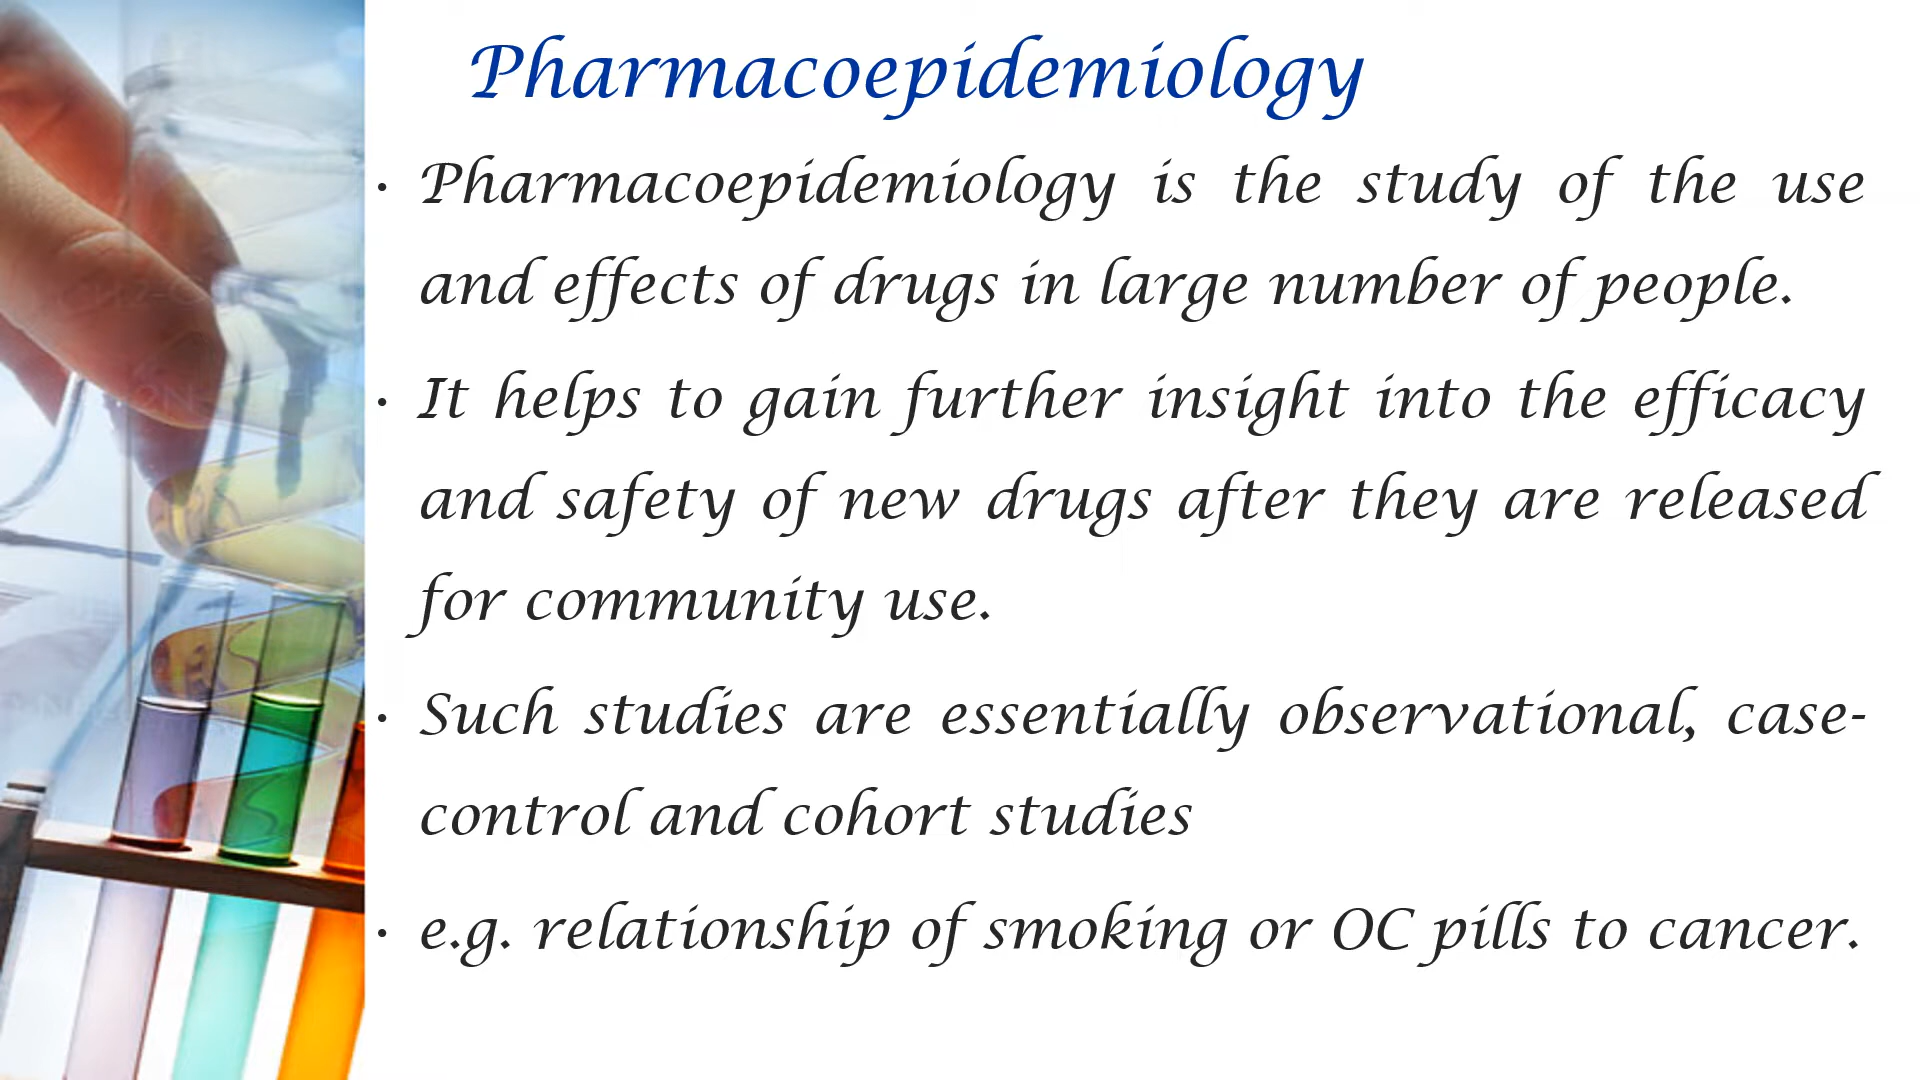 Pharmacoepidemiology
• Pharmacoepidemiology is the study of the use
and effects of drugs in large number of people.
• It helps to gain further insight into the efficacy
and safety of new drugs after they are released
for community use.
• Such studies are essentially observational, case-
control and cohort studies
• e.g. relationship of smoking or OC pills to cancer.